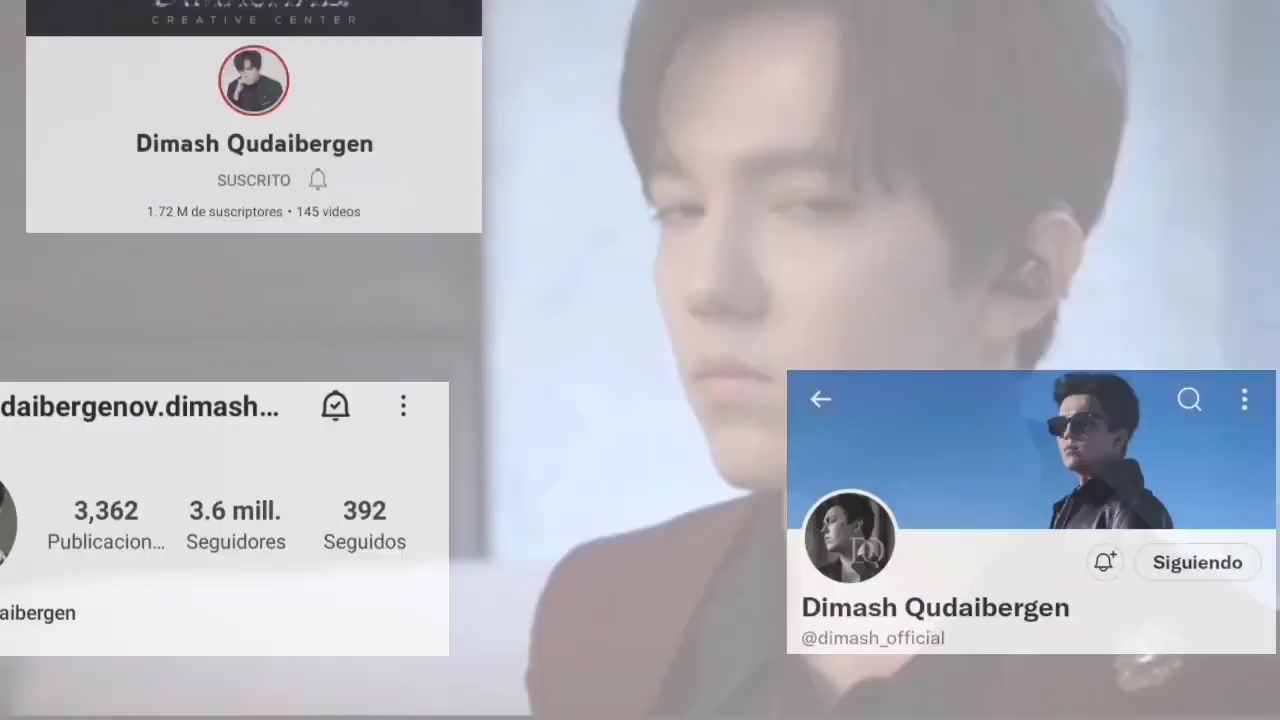 CREATIVE CENTER
Dimash Qudaibergen
SUSCRITO
1.72 M de suscriptores • 145 videos
daibergenov.dimash...
3,362
3.6 mill.
392
Publicacion...
Seguidores
Seguidos
aibergen
DQ
Siguiendo
Dimash Qudaibergen
@dimash_official